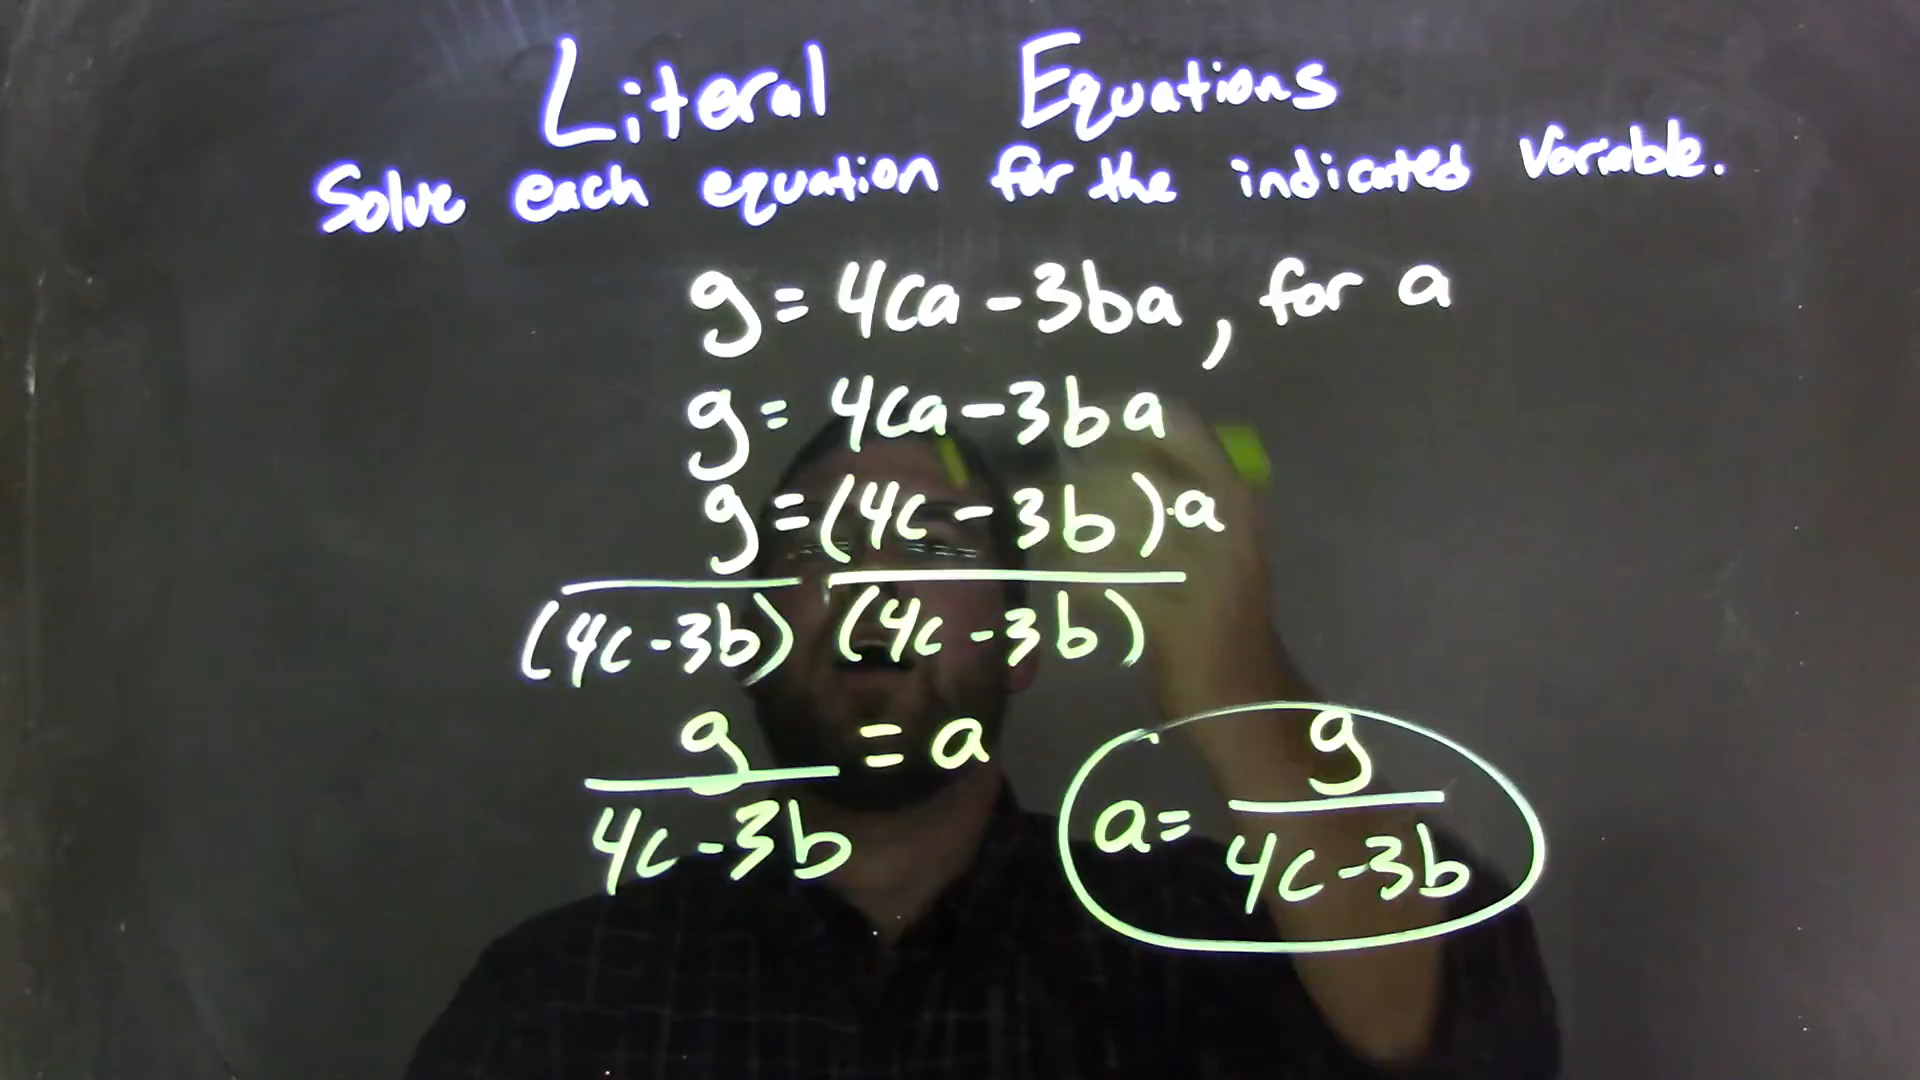 Literal Equations
Solve each equation for the indicated variable.
g = 4ca - 3ba, for a
g = 4ca - 3ba
g = (4c - 3b)·a
(4c - 3b) (4c - 3b)
g = a
4c - 3b
a = g
4c - 3b